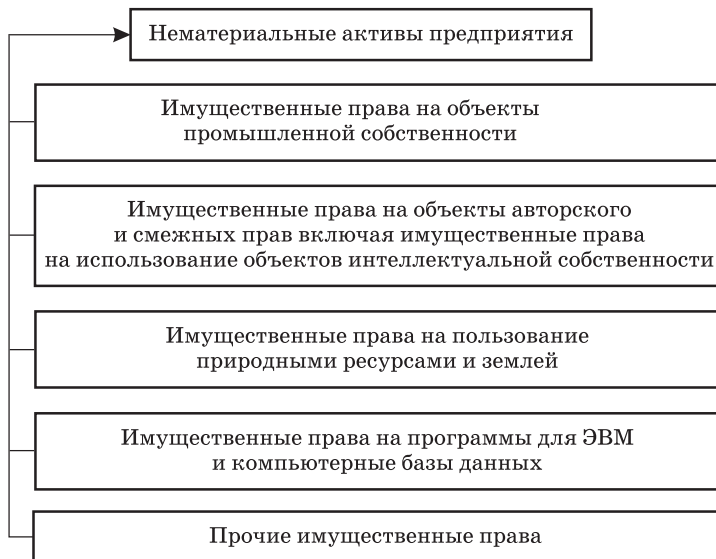 Нематериальные активы предприятия
Имущественные права на объекты
промышленной собственности
Имущественные права на объекты авторского
и смежных прав включая имущественные права
на использование объектов интеллектуальной собственности
Имущественные права на пользование
природными ресурсами и землей
Имущественные права на программы для ЭВМ
и компьютерные базы данных
Прочие имущественные права